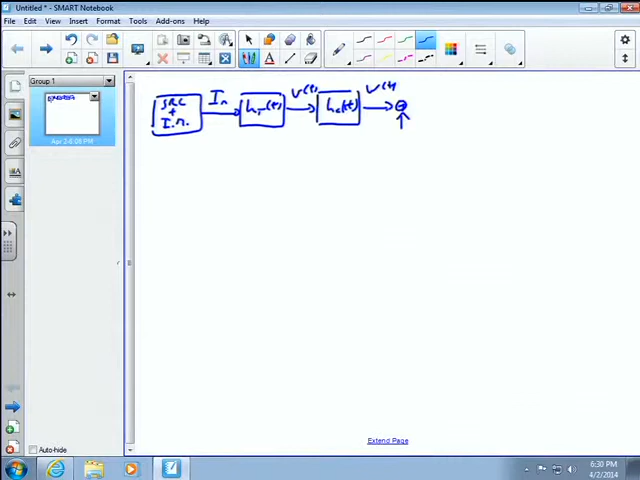 Untitled * - SMART Notebook
File Edit View Insert Format Tools Add-ons Help
Group 1
Apr 2-6:08 PM
SRC
+
I.M.
In
hT(t)
v(t)
hc(t)
w(t)
Extend Page
Auto-hide
6:30 PM
4/2/2014